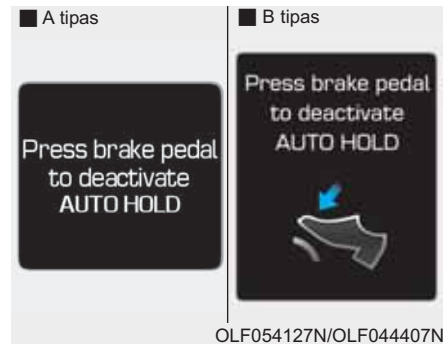 ■ A tipas
Press brake pedal
to deactivate
AUTO HOLD
■ B tipas
Press brake pedal
to deactivate
AUTO HOLD
OLF054127N/OLF044407N